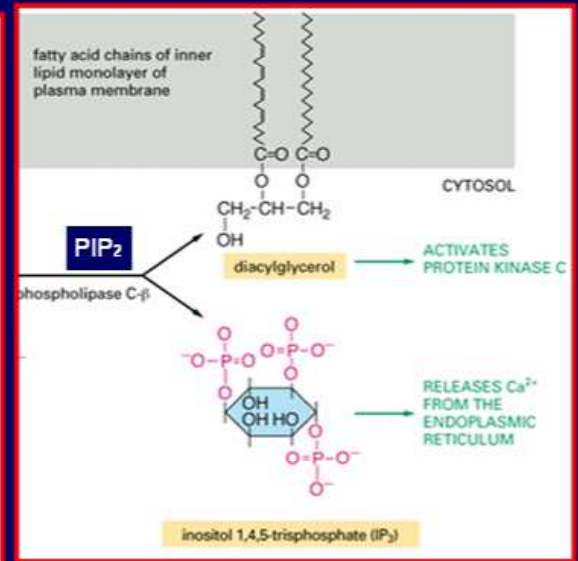 fatty acid chains of inner
lipid monolayer of
plasma membrane
C=O C=O
O O
CYTOSOL
CH₂-CH-CH₂
OH
PIP₂
diacylglycerol
ACTIVATES
PROTEIN KINASE C
phospholipase C-β
O O
⁻O-P=O O=P-O⁻
O O
OH
OH HO
RELEASES Ca²⁺
FROM THE
ENDOPLASMIC
RETICULUM
O
O=P-O⁻
O⁻
inositol 1,4,5-trisphosphate (IP₃)